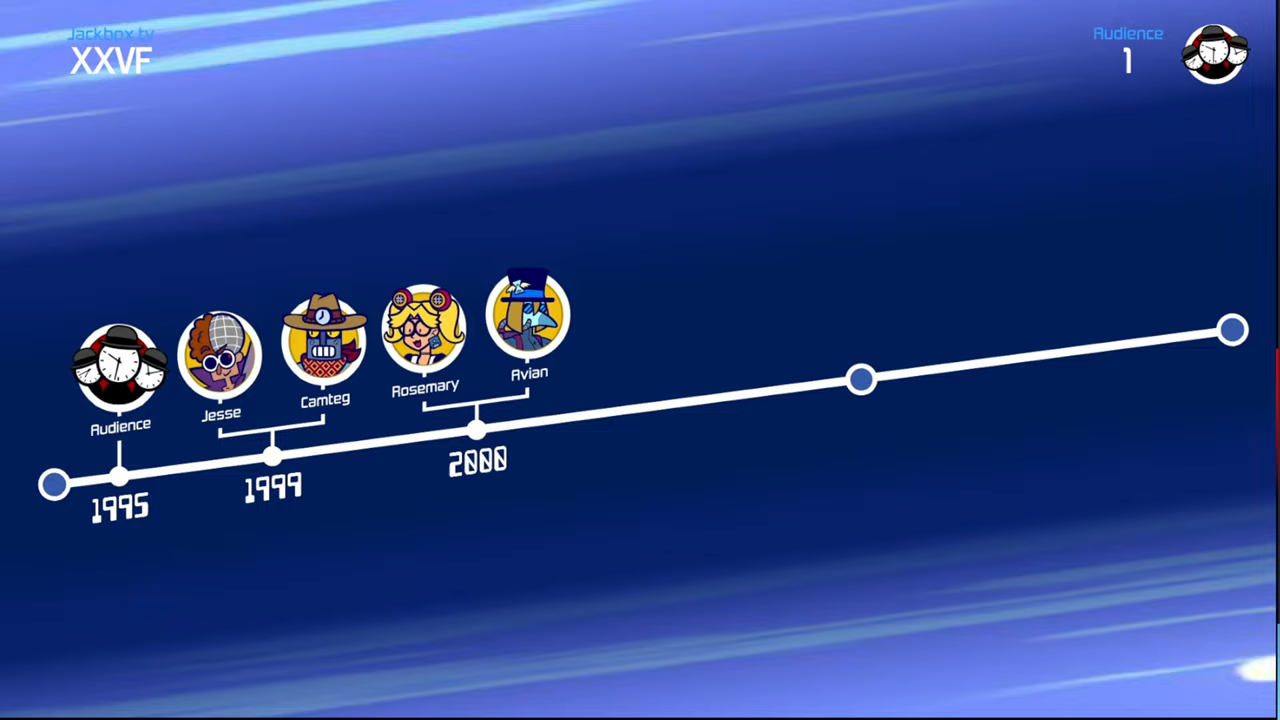 Jackbox.tv
XXVF
Audience
1
Audience
Jesse
Camteg
Rosemary
Avian
1995
1999
2000